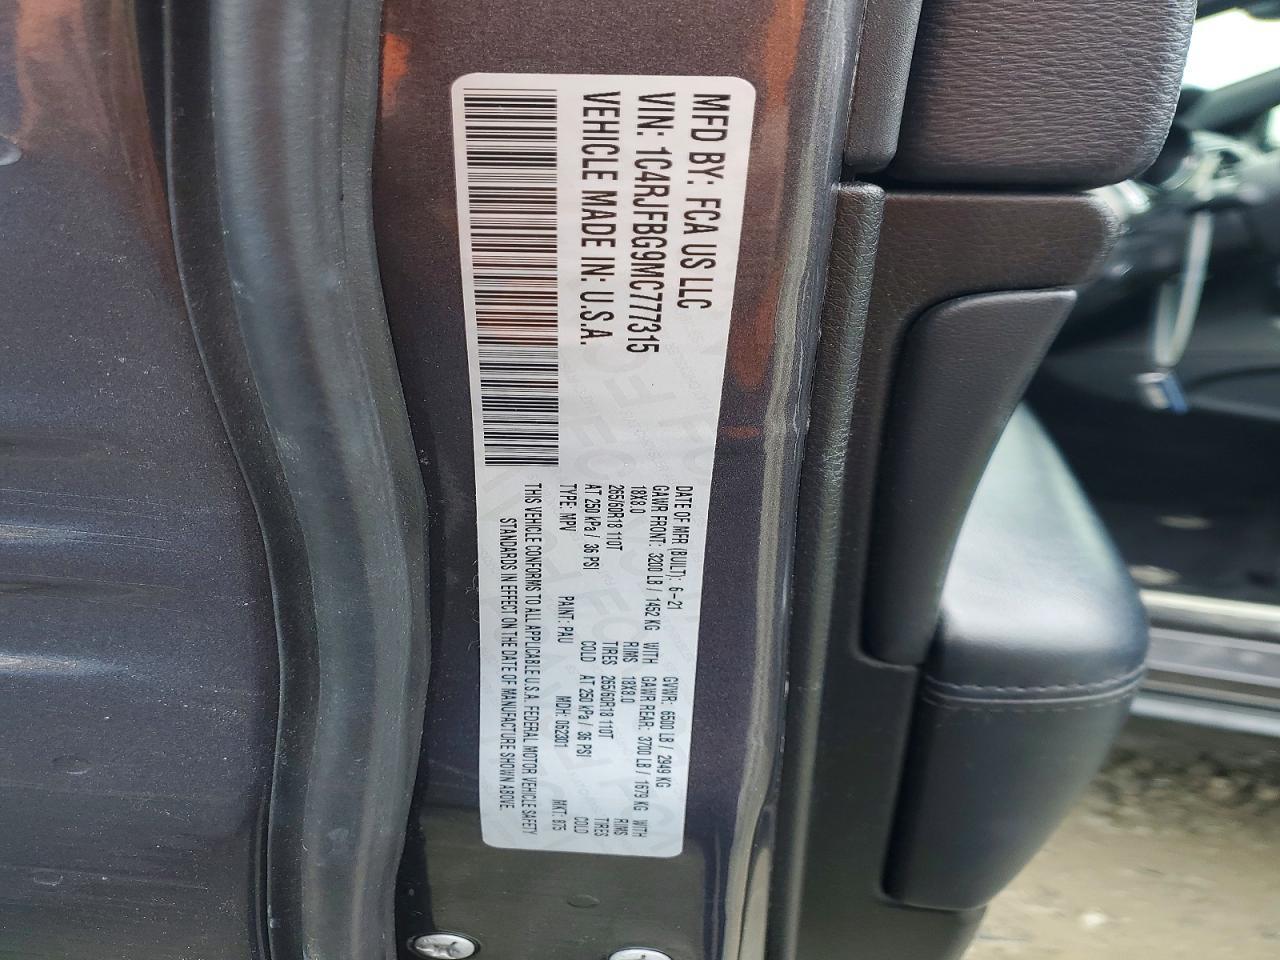 MFD BY: FCA US LLC
VIN: 1C4RJFBG9MC777315
VEHICLE MADE IN: U.S.A.
DATE OF MFR (BUILT): 6-21 GVWR: 6500 LB / 2949 KG
GAWR FRONT: 3200 LB / 1452 KG WITH GAWR REAR: 3700 LB / 1679 KG WITH
18X8.0 RIMS 18X8.0 RIMS
265/60R18 110T TIRES 265/60R18 110T TIRES
AT 250 kPa / 36 PSI COLD AT 250 kPa / 36 PSI COLD
TYPE: MPV PAINT: PAU MDH: 062301 MKT: 875
THIS VEHICLE CONFORMS TO ALL APPLICABLE U.S.A. FEDERAL MOTOR VEHICLE SAFETY
STANDARDS IN EFFECT ON THE DATE OF MANUFACTURE SHOWN ABOVE.